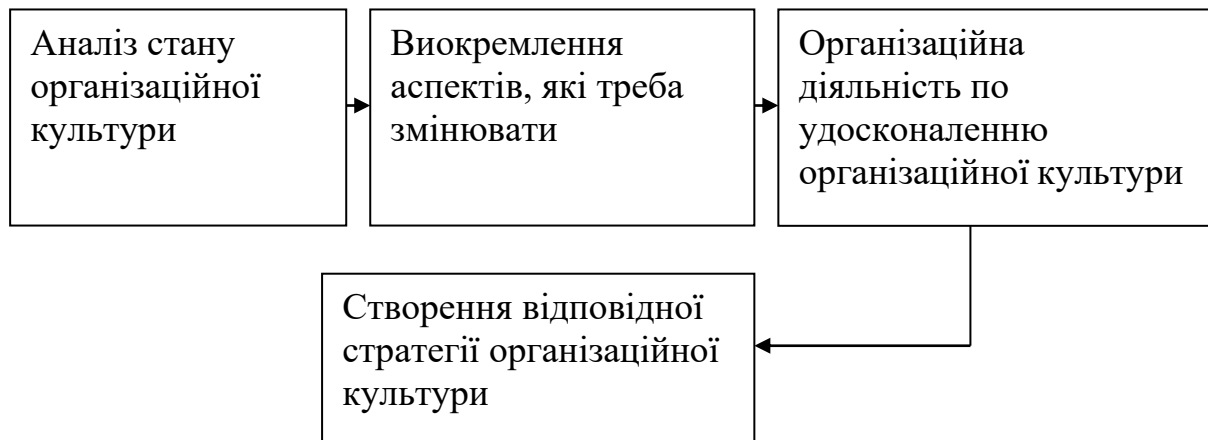 Аналіз стану
організаційної
культури
Виокремлення
аспектів, які треба
змінювати
Організаційна
діяльність по
удосконаленню
організаційної культури
Створення відповідної
стратегії організаційної
культури